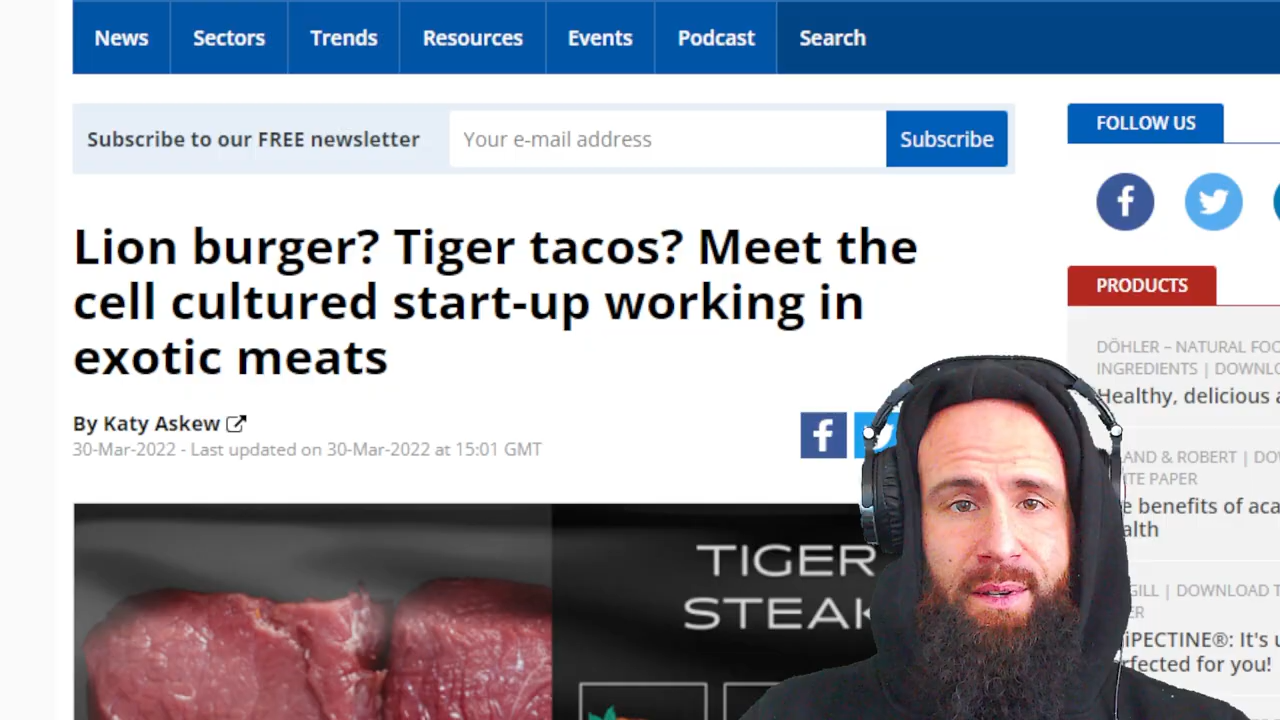 News
Sectors
Trends
Resources
Events
Podcast
Search
Subscribe to our FREE newsletter
Your e-mail address
Subscribe
FOLLOW US
Lion burger? Tiger tacos? Meet the
cell cultured start-up working in
exotic meats
By Katy Askew
30-Mar-2022 - Last updated on 30-Mar-2022 at 15:01 GMT
TIGER
STEAK
PRODUCTS
DÖHLER – NATURAL FOO
INGREDIENTS | DOWNLO
Healthy, delicious a
AND & ROBERT | DO
TE PAPER
e benefits of aca
alth
GILL | DOWNLOAD T
ER
iPECTINE®: It's u
rfected for you!